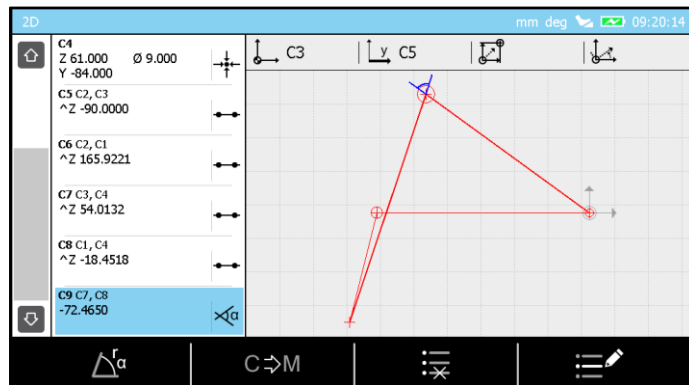 2D
mm deg 09:20:14
C4
Z 61.000 Ø 9.000
Y -84.000
C5 C2, C3
^Z -90.0000
C6 C2, C1
^Z 165.9221
C7 C3, C4
^Z 54.0132
C8 C1, C4
^Z -18.4518
C9 C7, C8
-72.4650
α
C3
y C5
r
α
C⇒M